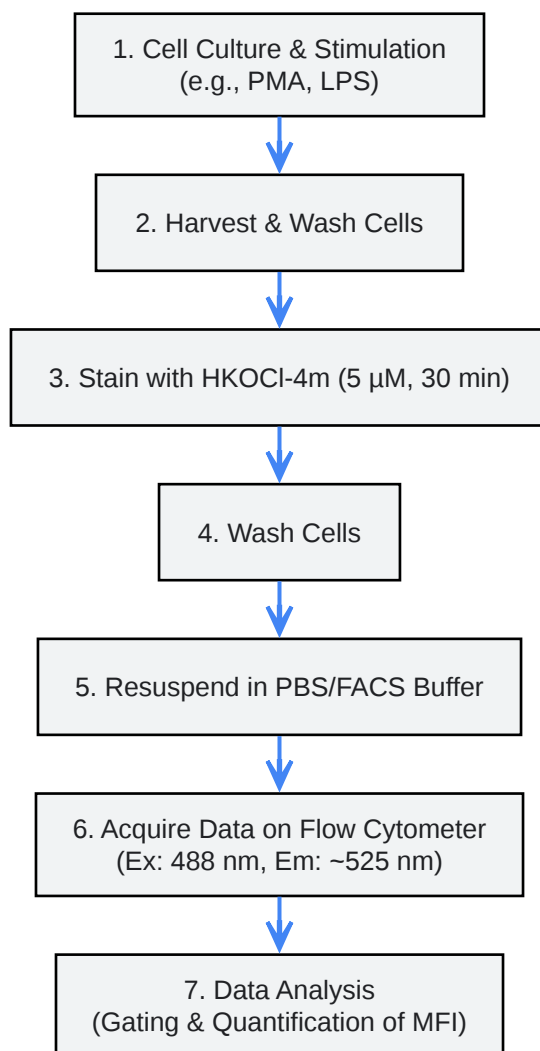 1. Cell Culture & Stimulation
(e.g., PMA, LPS)
2. Harvest & Wash Cells
3. Stain with HKOCl-4m (5 µM, 30 min)
4. Wash Cells
5. Resuspend in PBS/FACS Buffer
6. Acquire Data on Flow Cytometer
(Ex: 488 nm, Em: ~525 nm)
7. Data Analysis
(Gating & Quantification of MFI)